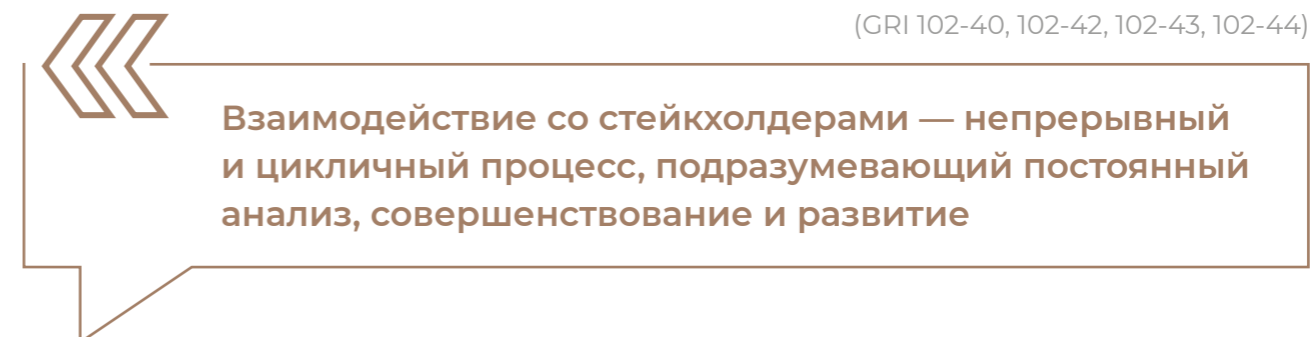 (GRI 102-40, 102-42, 102-43, 102-44)
Взаимодействие со стейкхолдерами — непрерывный
и цикличный процесс, подразумевающий постоянный
анализ, совершенствование и развитие